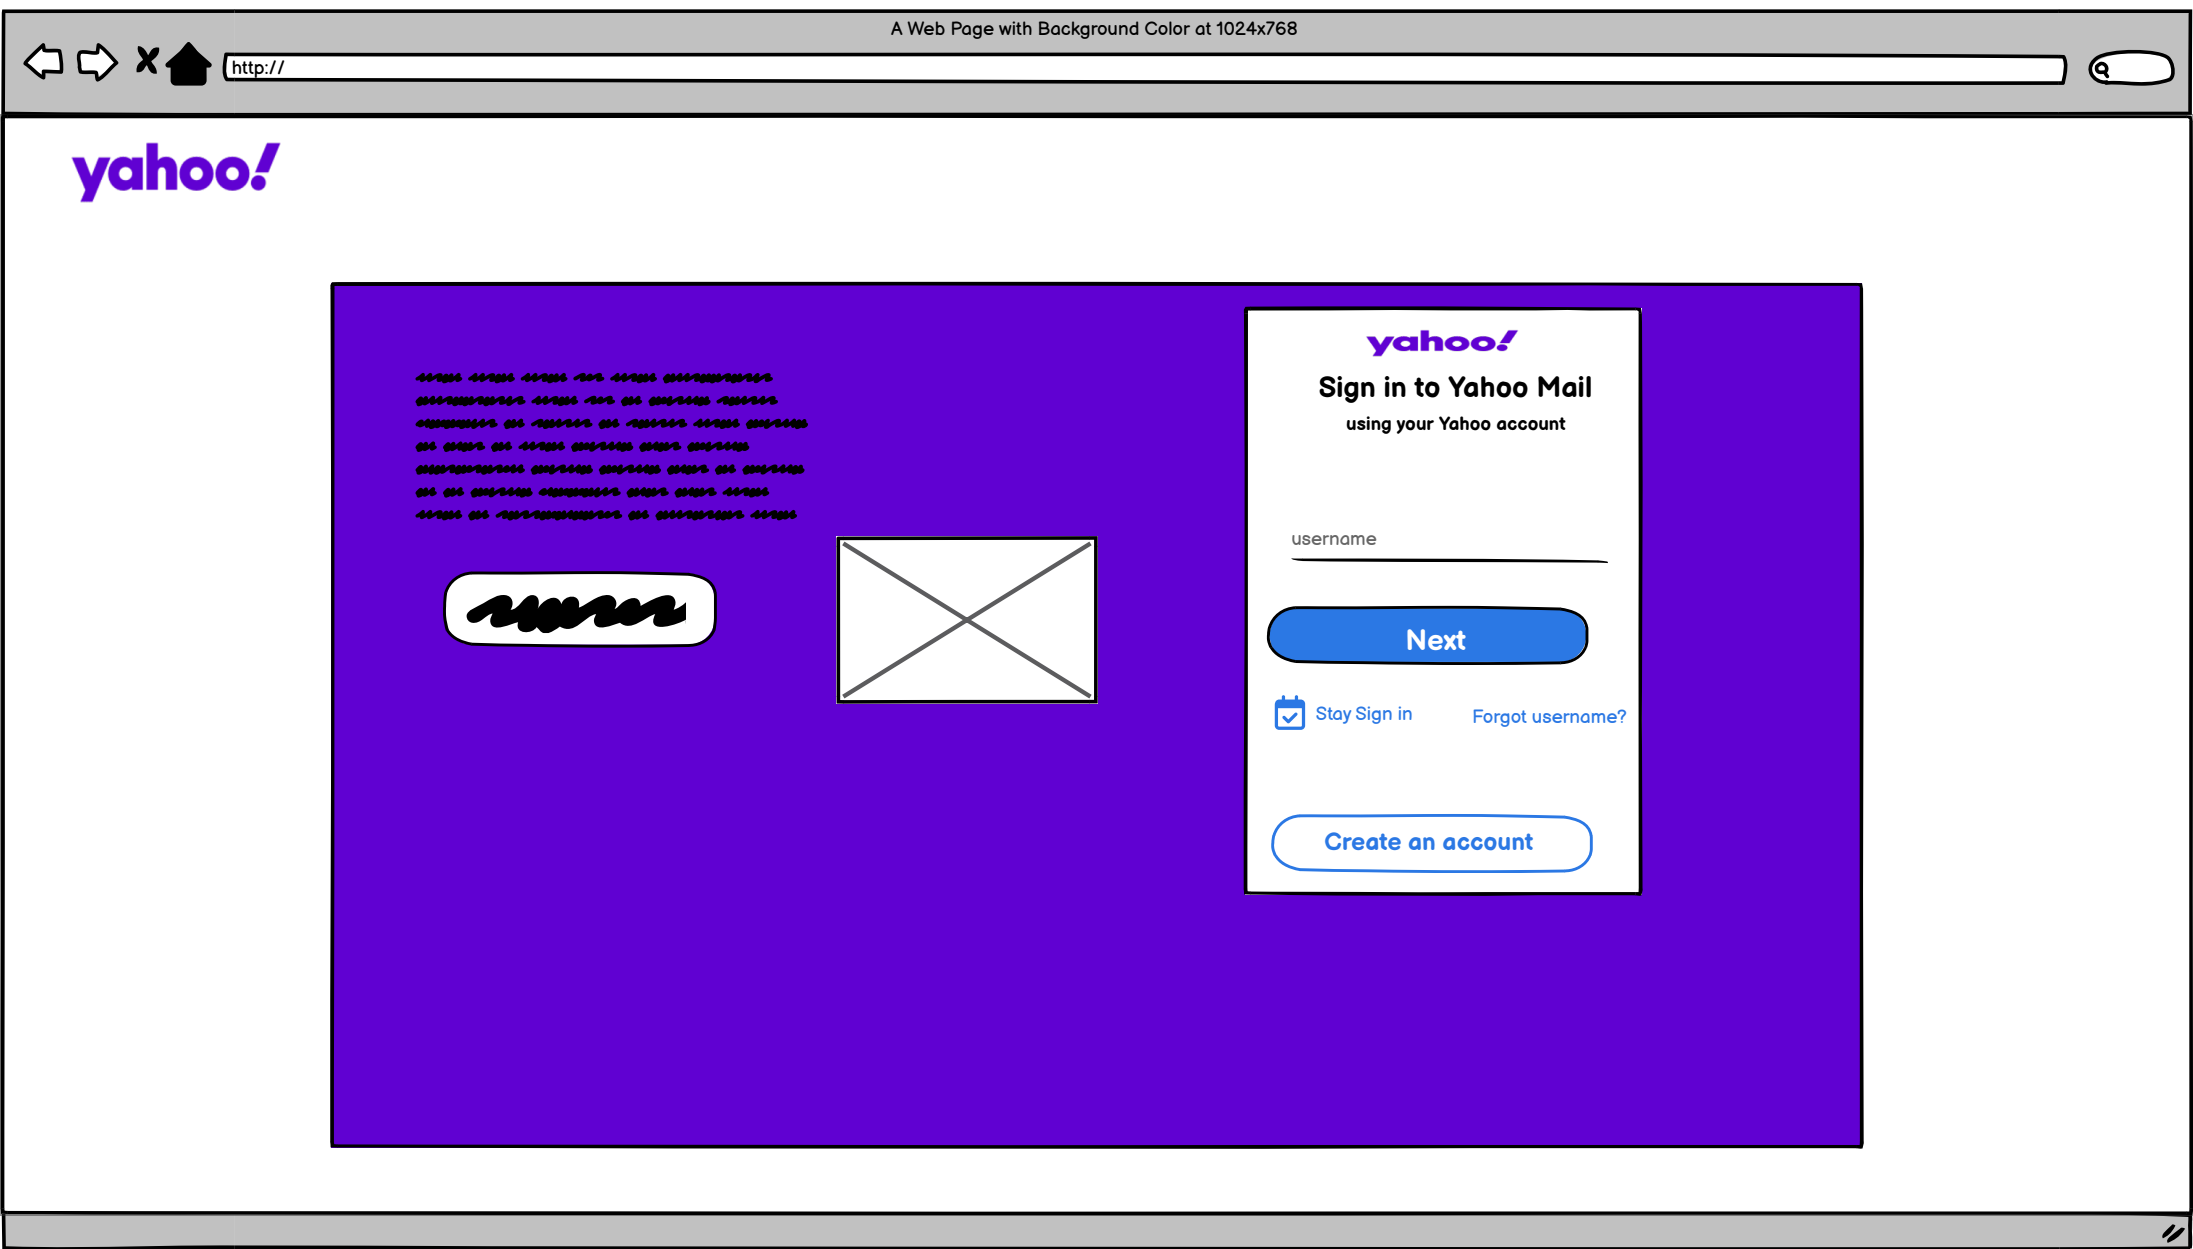 A Web Page with Background Color at 1024x768
http://
yahoo!
yahoo!
Sign in to Yahoo Mail
using your Yahoo account
username
Next
Stay Sign in
Forgot username?
Create an account